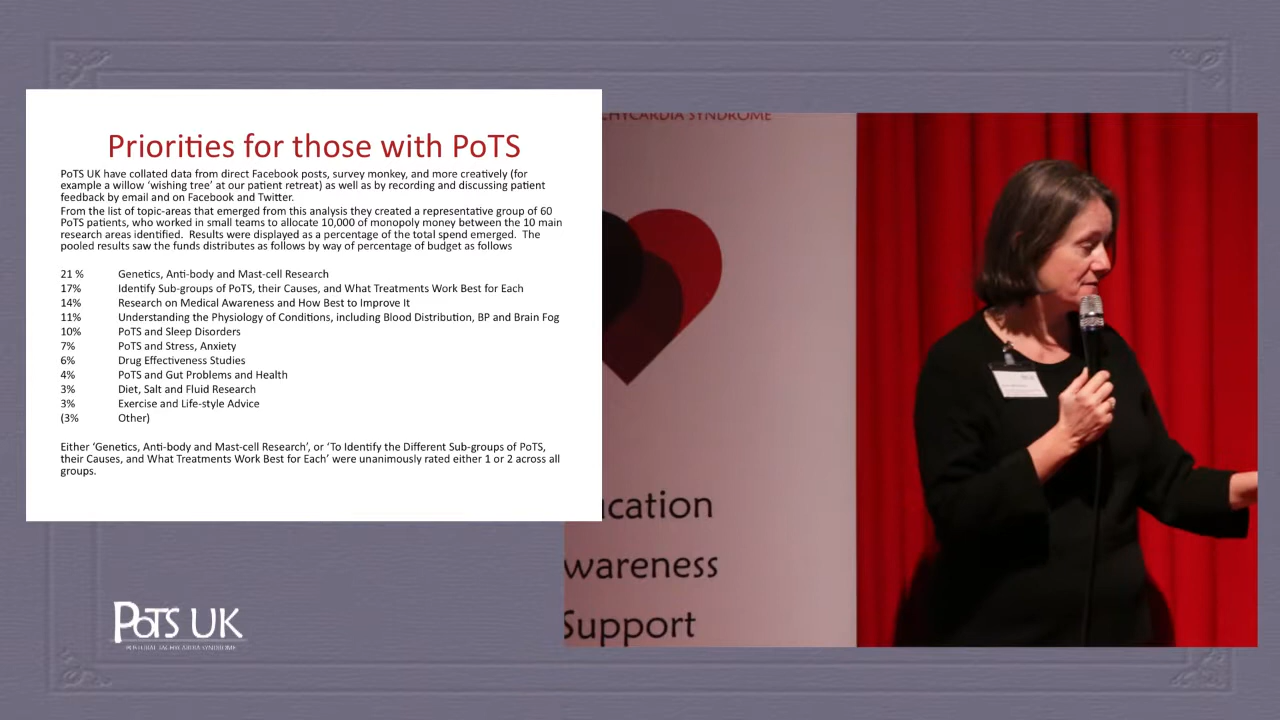 Priorities for those with PoTS
PoTS UK have collated data from direct Facebook posts, survey monkey, and more creatively (for
example a willow ‘wishing tree’ at our patient retreat) as well as by recording and discussing patient
feedback by email and on Facebook and Twitter.
From the list of topic-areas that emerged from this analysis they created a representative group of 60
PoTS patients, who worked in small teams to allocate 10,000 of monopoly money between the 10 main
research areas identified.  Results were displayed as a percentage of the total spend emerged.  The
pooled results saw the funds distributes as follows by way of percentage of budget as follows
21 % Genetics, Anti-body and Mast-cell Research
17% Identify Sub-groups of PoTS, their Causes, and What Treatments Work Best for Each
14% Research on Medical Awareness and How Best to Improve It
11% Understanding the Physiology of Conditions, including Blood Distribution, BP and Brain Fog
10% PoTS and Sleep Disorders
7% PoTS and Stress, Anxiety
6% Drug Effectiveness Studies
4% PoTS and Gut Problems and Health
3% Diet, Salt and Fluid Research
3% Exercise and Life-style Advice
(3% Other)
Either ‘Genetics, Anti-body and Mast-cell Research’, or ‘To Identify the Different Sub-groups of PoTS,
their Causes, and What Treatments Work Best for Each’ were unanimously rated either 1 or 2 across all
groups.
HYCARDIA SYNDROME
ucation
wareness
Support
PoTS UK
POSTURAL TACHYCARDIA SYNDROME